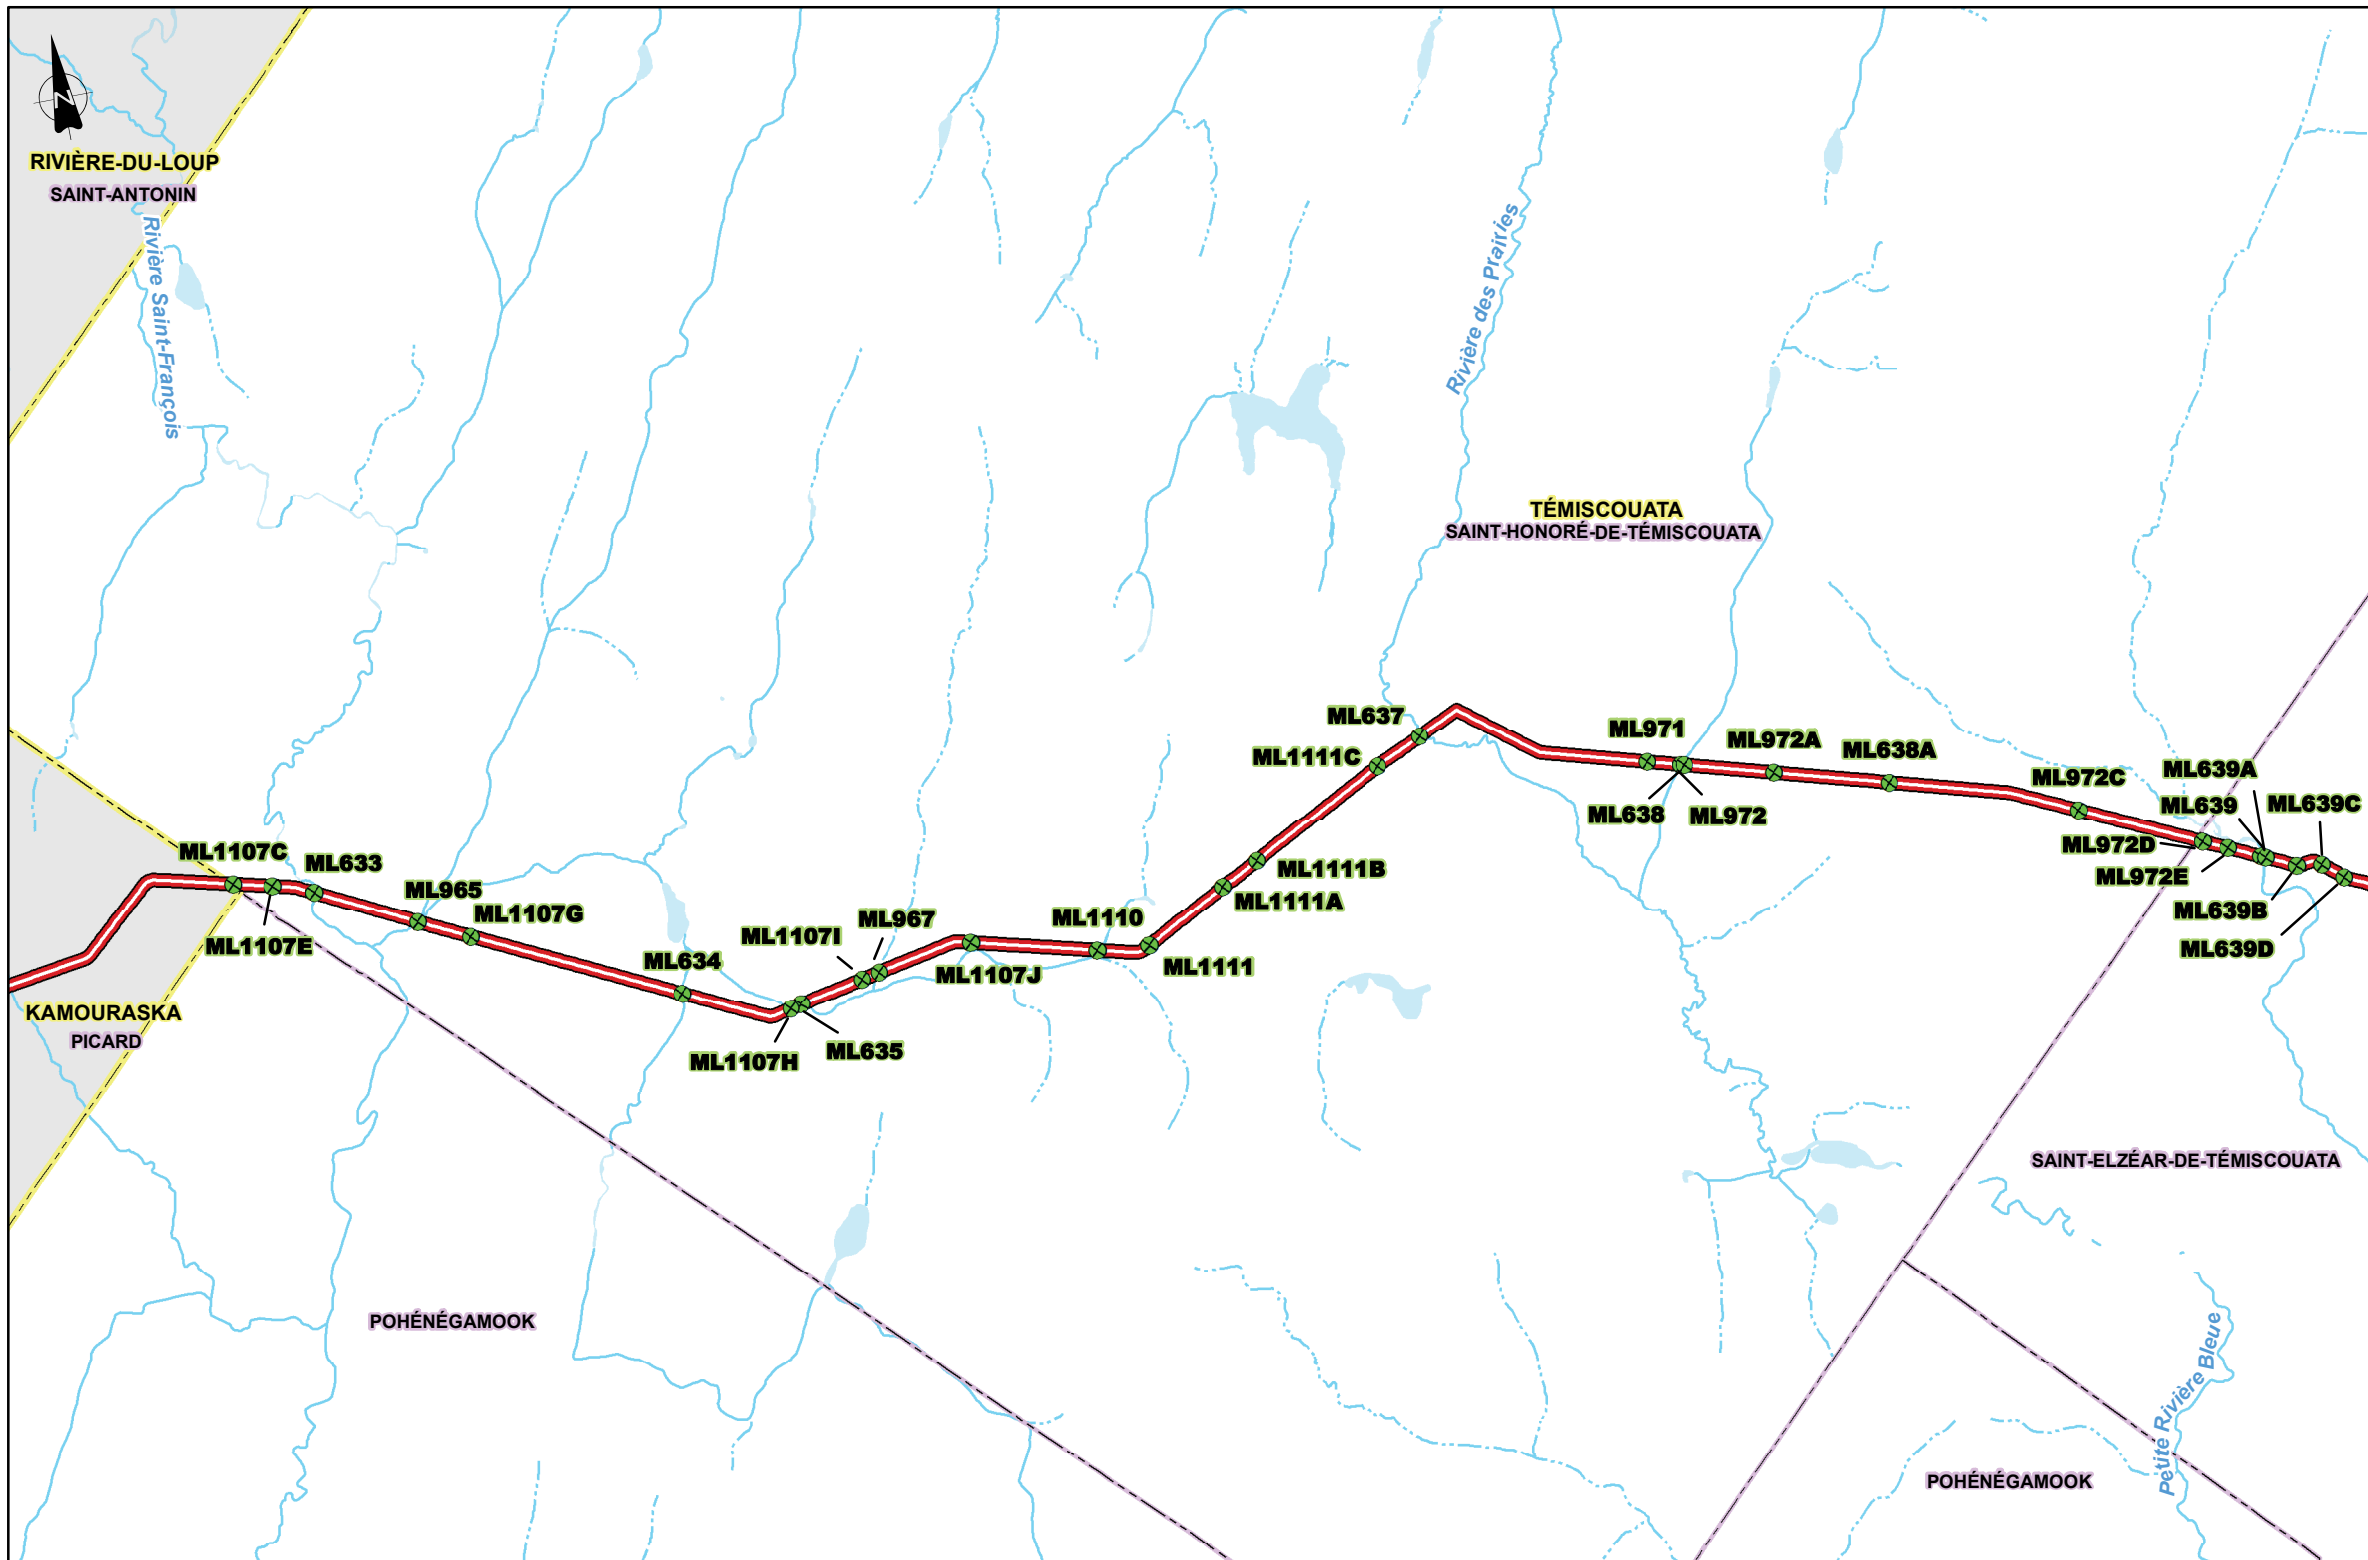 N
RIVIÈRE-DU-LOUP
SAINT-ANTONIN
Rivière Saint-François
Rivière des Prairies
TÉMISCOUATA
SAINT-HONORÉ-DE-TÉMISCOUATA
ML637
ML971
ML972A
ML638A
ML1111C
ML972C
ML639A
ML639
ML639C
ML638
ML972
ML972D
ML972E
ML639B
ML639D
ML1107C
ML633
ML965
ML1107G
ML1107E
ML1107I
ML967
ML1110
ML1111B
ML1111A
ML634
ML1107J
ML1111
ML1107H
ML635
KAMOURASKA
PICARD
SAINT-ELZÉAR-DE-TÉMISCOUATA
POHÉNÉGAMOOK
Petite Rivière Bleue
POHÉNÉGAMOOK